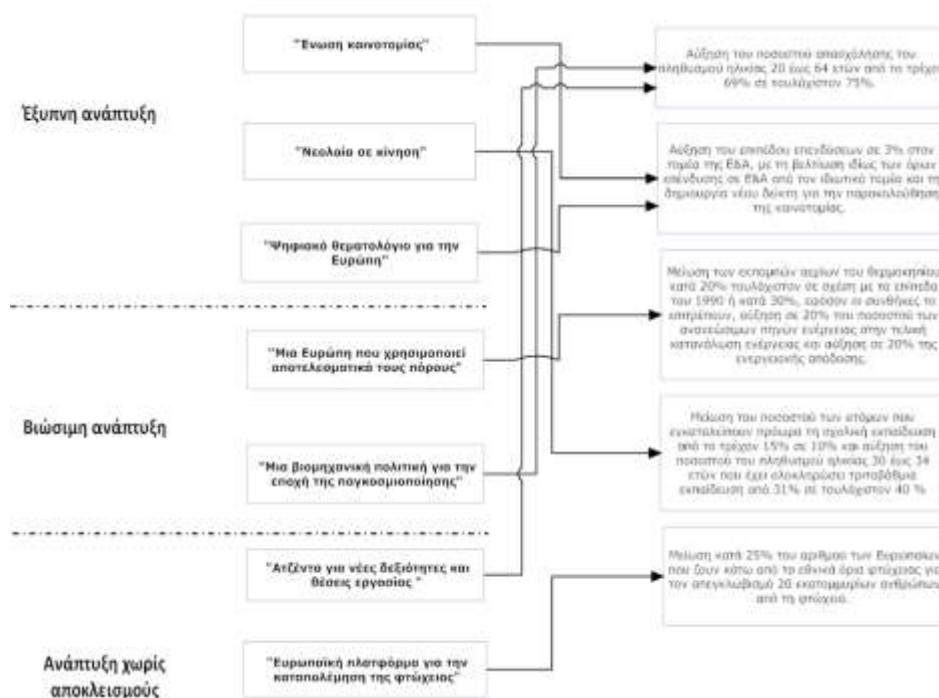 Έξυπνη ανάπτυξη
"Ένωση καινοτομίας"
"Νεολαία σε κίνηση"
"Ψηφιακό θεματολόγιο για την
Ευρώπη"
Βιώσιμη ανάπτυξη
"Μια Ευρώπη που χρησιμοποιεί
αποτελεσματικά τους πόρους"
"Μια βιομηχανική πολιτική για την
εποχή της παγκοσμιοποίησης"
Ανάπτυξη χωρίς
αποκλεισμούς
"Ατζέντα για νέες δεξιότητες και
θέσεις εργασίας "
"Ευρωπαϊκή πλατφόρμα για την
καταπολέμηση της φτώχειας"
Αύξηση του ποσοστού απασχόλησης του
πληθυσμού ηλικίας 20 έως 64 ετών από το τρέχον
69% σε τουλάχιστον 75%.
Αύξηση του επιπέδου επενδύσεων σε 3% στον
τομέα της Ε&Α, με τη βελτίωση ιδίως των όρων
επένδυσης σε Ε&Α από τον ιδιωτικό τομέα και τη
δημιουργία νέου δείκτη για την παρακολούθηση
της καινοτομίας.
Μείωση των εκπομπών αερίων του θερμοκηπίου
κατά 20% τουλάχιστον σε σχέση με τα επίπεδα
του 1990 ή κατά 30%, εφόσον οι συνθήκες το
επιτρέπουν, αύξηση σε 20% του ποσοστού των
ανανεώσιμων πηγών ενέργειας στην τελική
κατανάλωση ενέργειας και αύξηση σε 20% της
ενεργειακής απόδοσης.
Μείωση του ποσοστού των ατόμων που
εγκαταλείπουν πρόωρα τη σχολική εκπαίδευση
από το τρέχον 15% σε 10% και αύξηση του
ποσοστού του πληθυσμού ηλικίας 30 έως 34
ετών που έχει ολοκληρώσει τριτοβάθμια
εκπαίδευση από 31% σε τουλάχιστον 40 %
Μείωση κατά 25% του αριθμού των Ευρωπαίων
που ζουν κάτω από τα εθνικά όρια φτώχειας για
τον απεγκλωβισμό 20 εκατομμυρίων ανθρώπων
από τη φτώχεια.